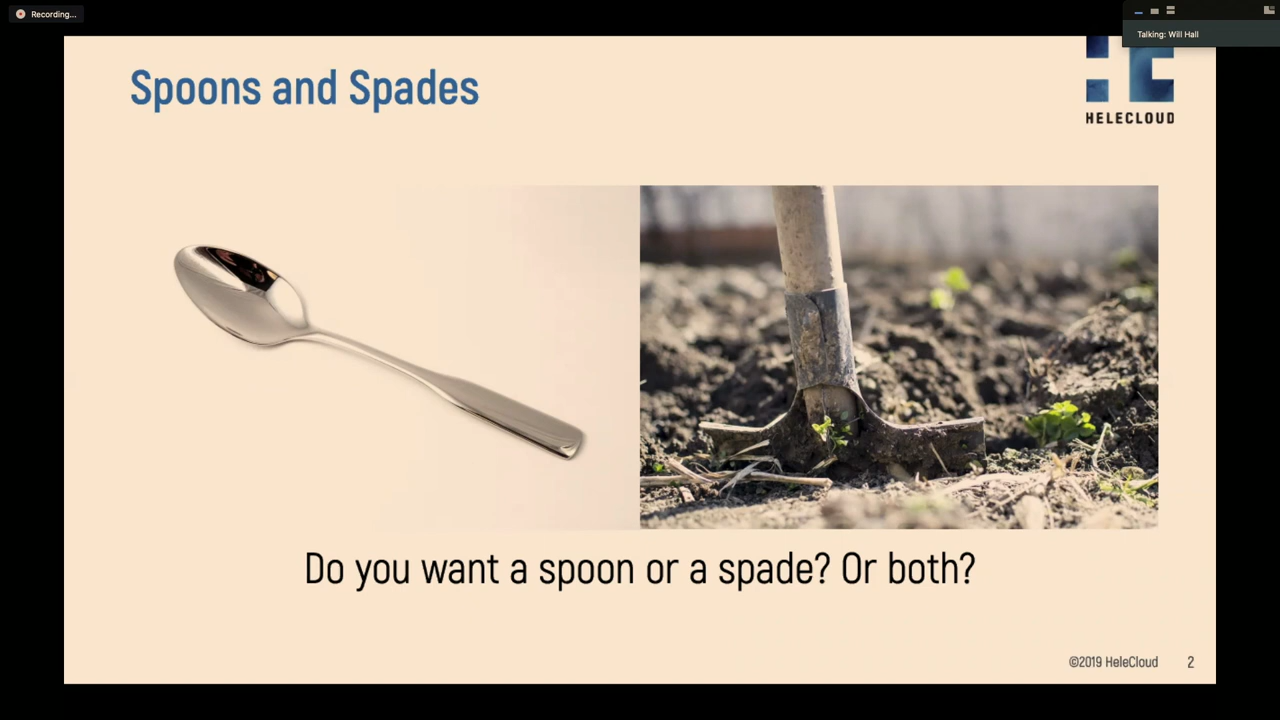 Recording...
Talking: Will Hall
Spoons and Spades
HELECLOUD
Do you want a spoon or a spade? Or both?
©2019 HeleCloud 2